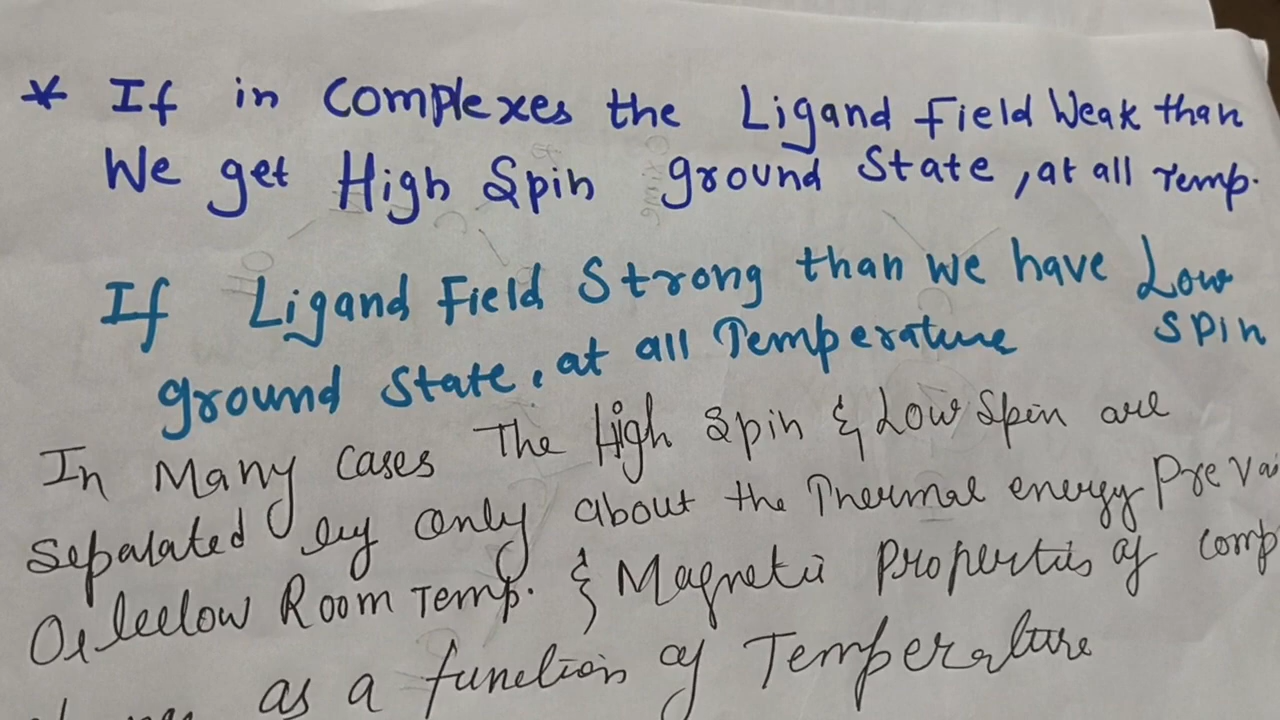 * If in Complexes the Ligand Field Weak than
We get High Spin ground State, at all Temp.
If Ligand Field Strong than we have Low
Spin
ground State, at all Temperature
In Many Cases The High Spin & Low Spin are
Separated by only about the Thermal energy Prevai
Or below Room Temp. & Magnetic Properties of comp
as a function of Temperature